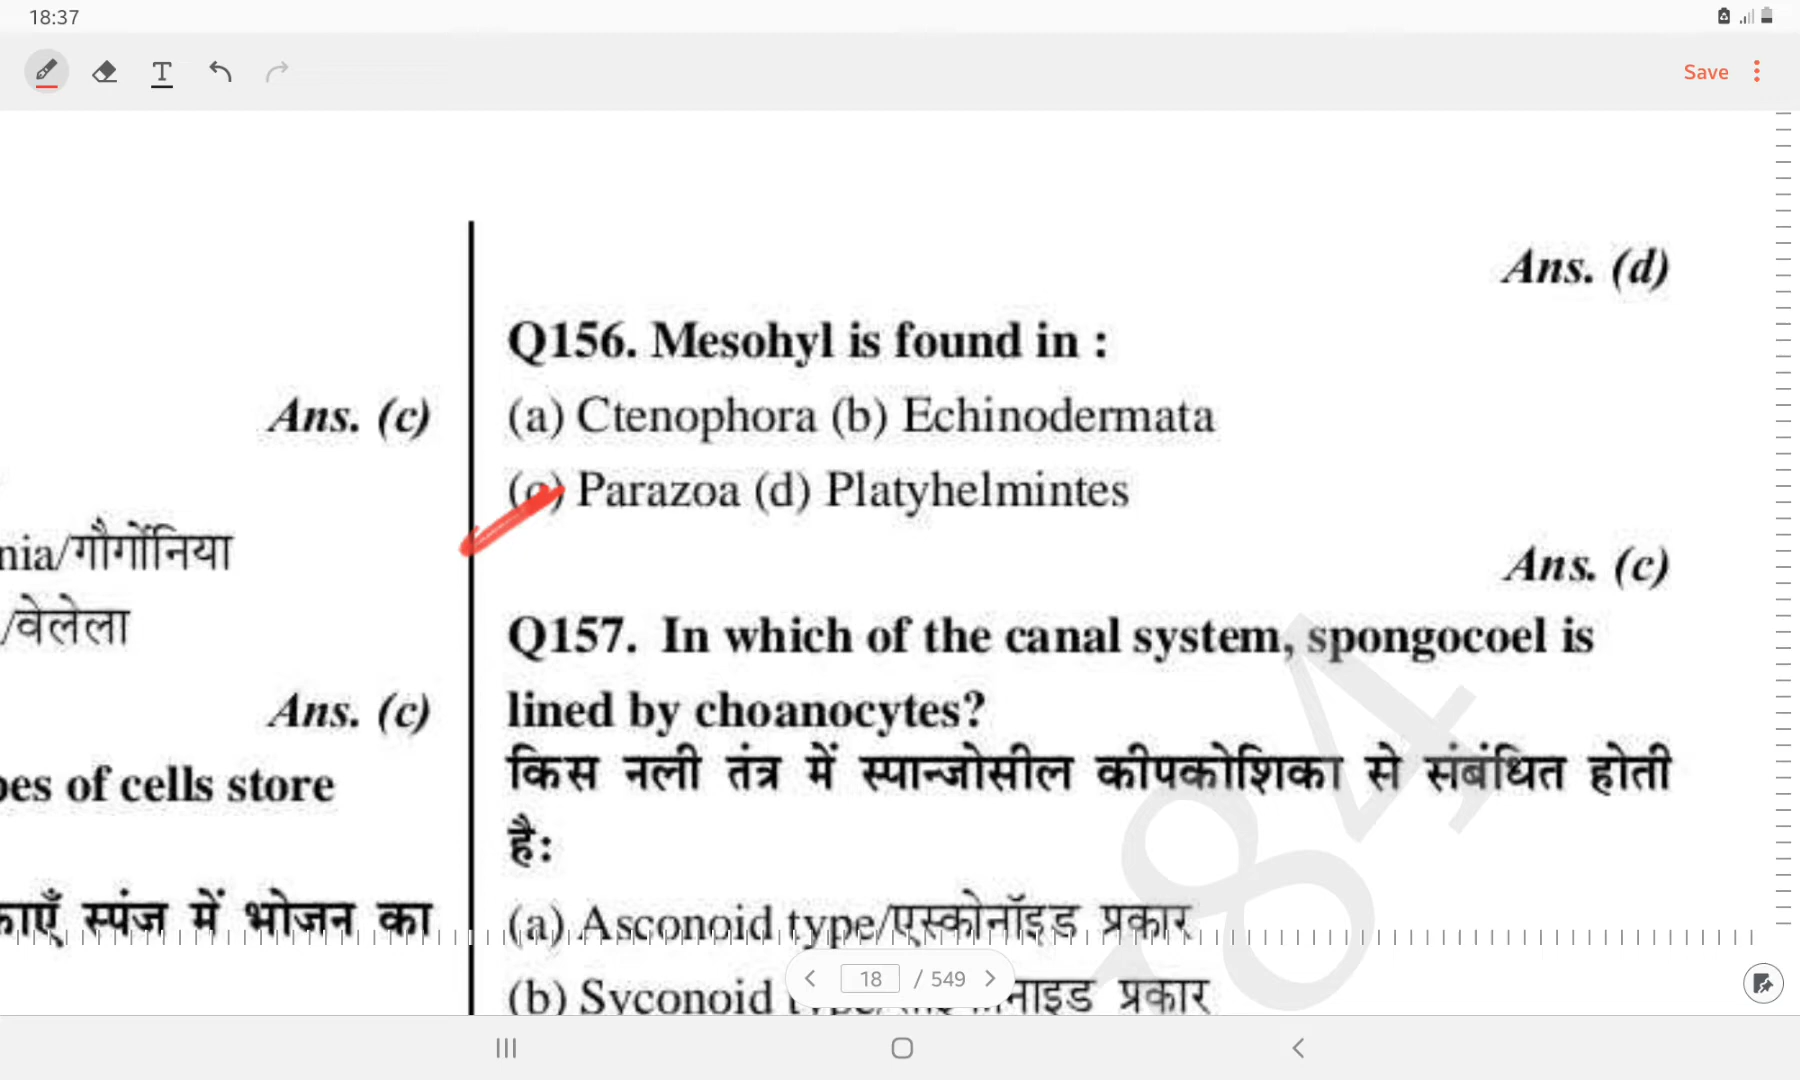 18:37
T
Save
Ans. (c)
nia/गौर्गोनिया
/वेलेला
Ans. (c)
of cells store
स्पंज में भोजन का
Ans. (d)
Q156. Mesohyl is found in :
(a) Ctenophora (b) Echinodermata
(c) Parazoa (d) Platyhelmintes
Ans. (c)
Q157. In which of the canal system, spongocoel is
lined by choanocytes?
किस नली तंत्र में स्पान्जोसील कीपकोशिका से संबंधित होती
है:
(a) Asconoid type/एस्कोनॉइड प्रकार
(b) Syconoid प्रकार
84
18 / 549